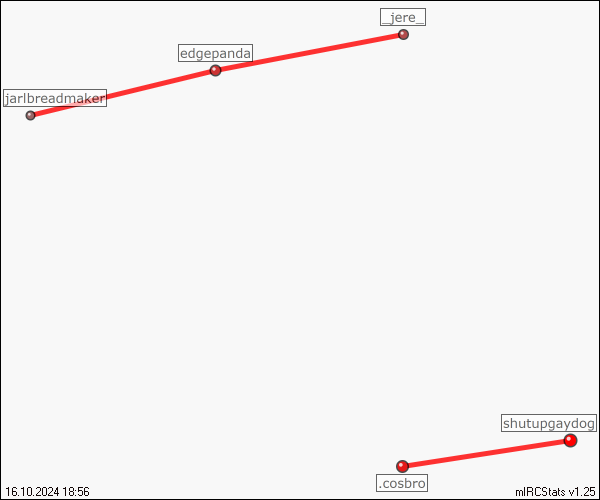 _jere_
edgepanda
jarlbreadmaker
shutupgaydog
.cosbro
16.10.2024 18:56
mIRCStats v1.25